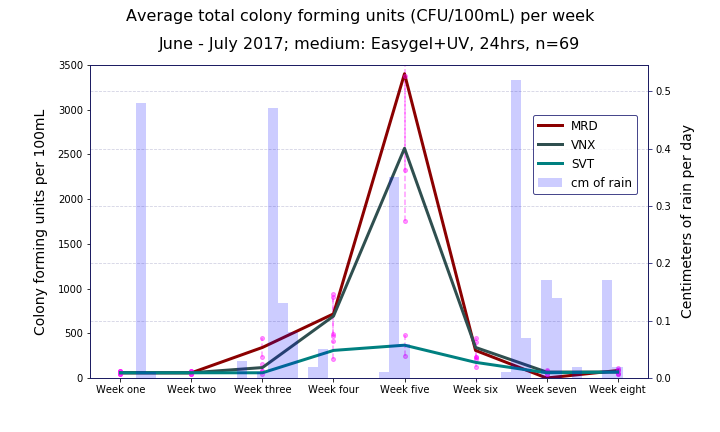 Average total colony forming units (CFU/100mL) per week
June - July 2017; medium: Easygel+UV, 24hrs, n=69
Colony forming units per 100mL
3500
3000
2500
2000
1500
1000
500
0
MRD
VNX
SVT
cm of rain
0.5
0.4
0.3
0.2
0.1
0.0
Centimeters of rain per day
Week one
Week two
Week three
Week four
Week five
Week six
Week seven
Week eight